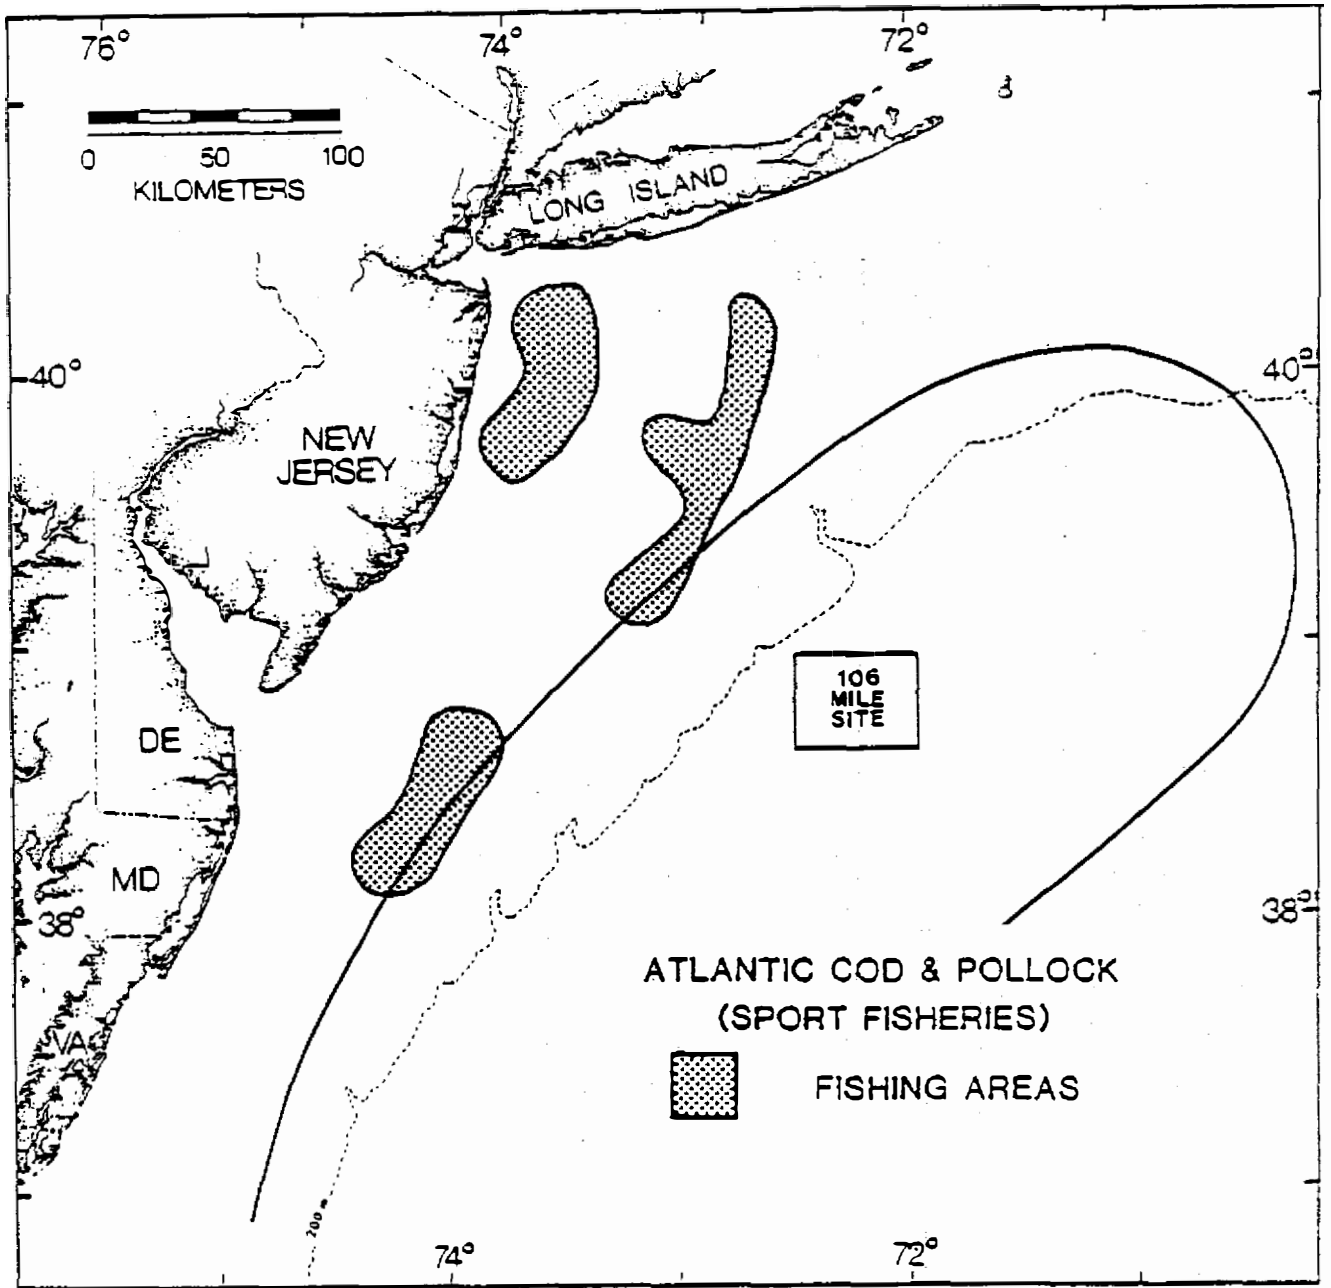 76°
74°
72°
0 50 100
KILOMETERS
LONG ISLAND
40°
40°
NEW
JERSEY
106
MILE
SITE
DE
MD
38°
38°
ATLANTIC COD & POLLOCK
(SPORT FISHERIES)
VA
FISHING AREAS
200 m
74°
72°